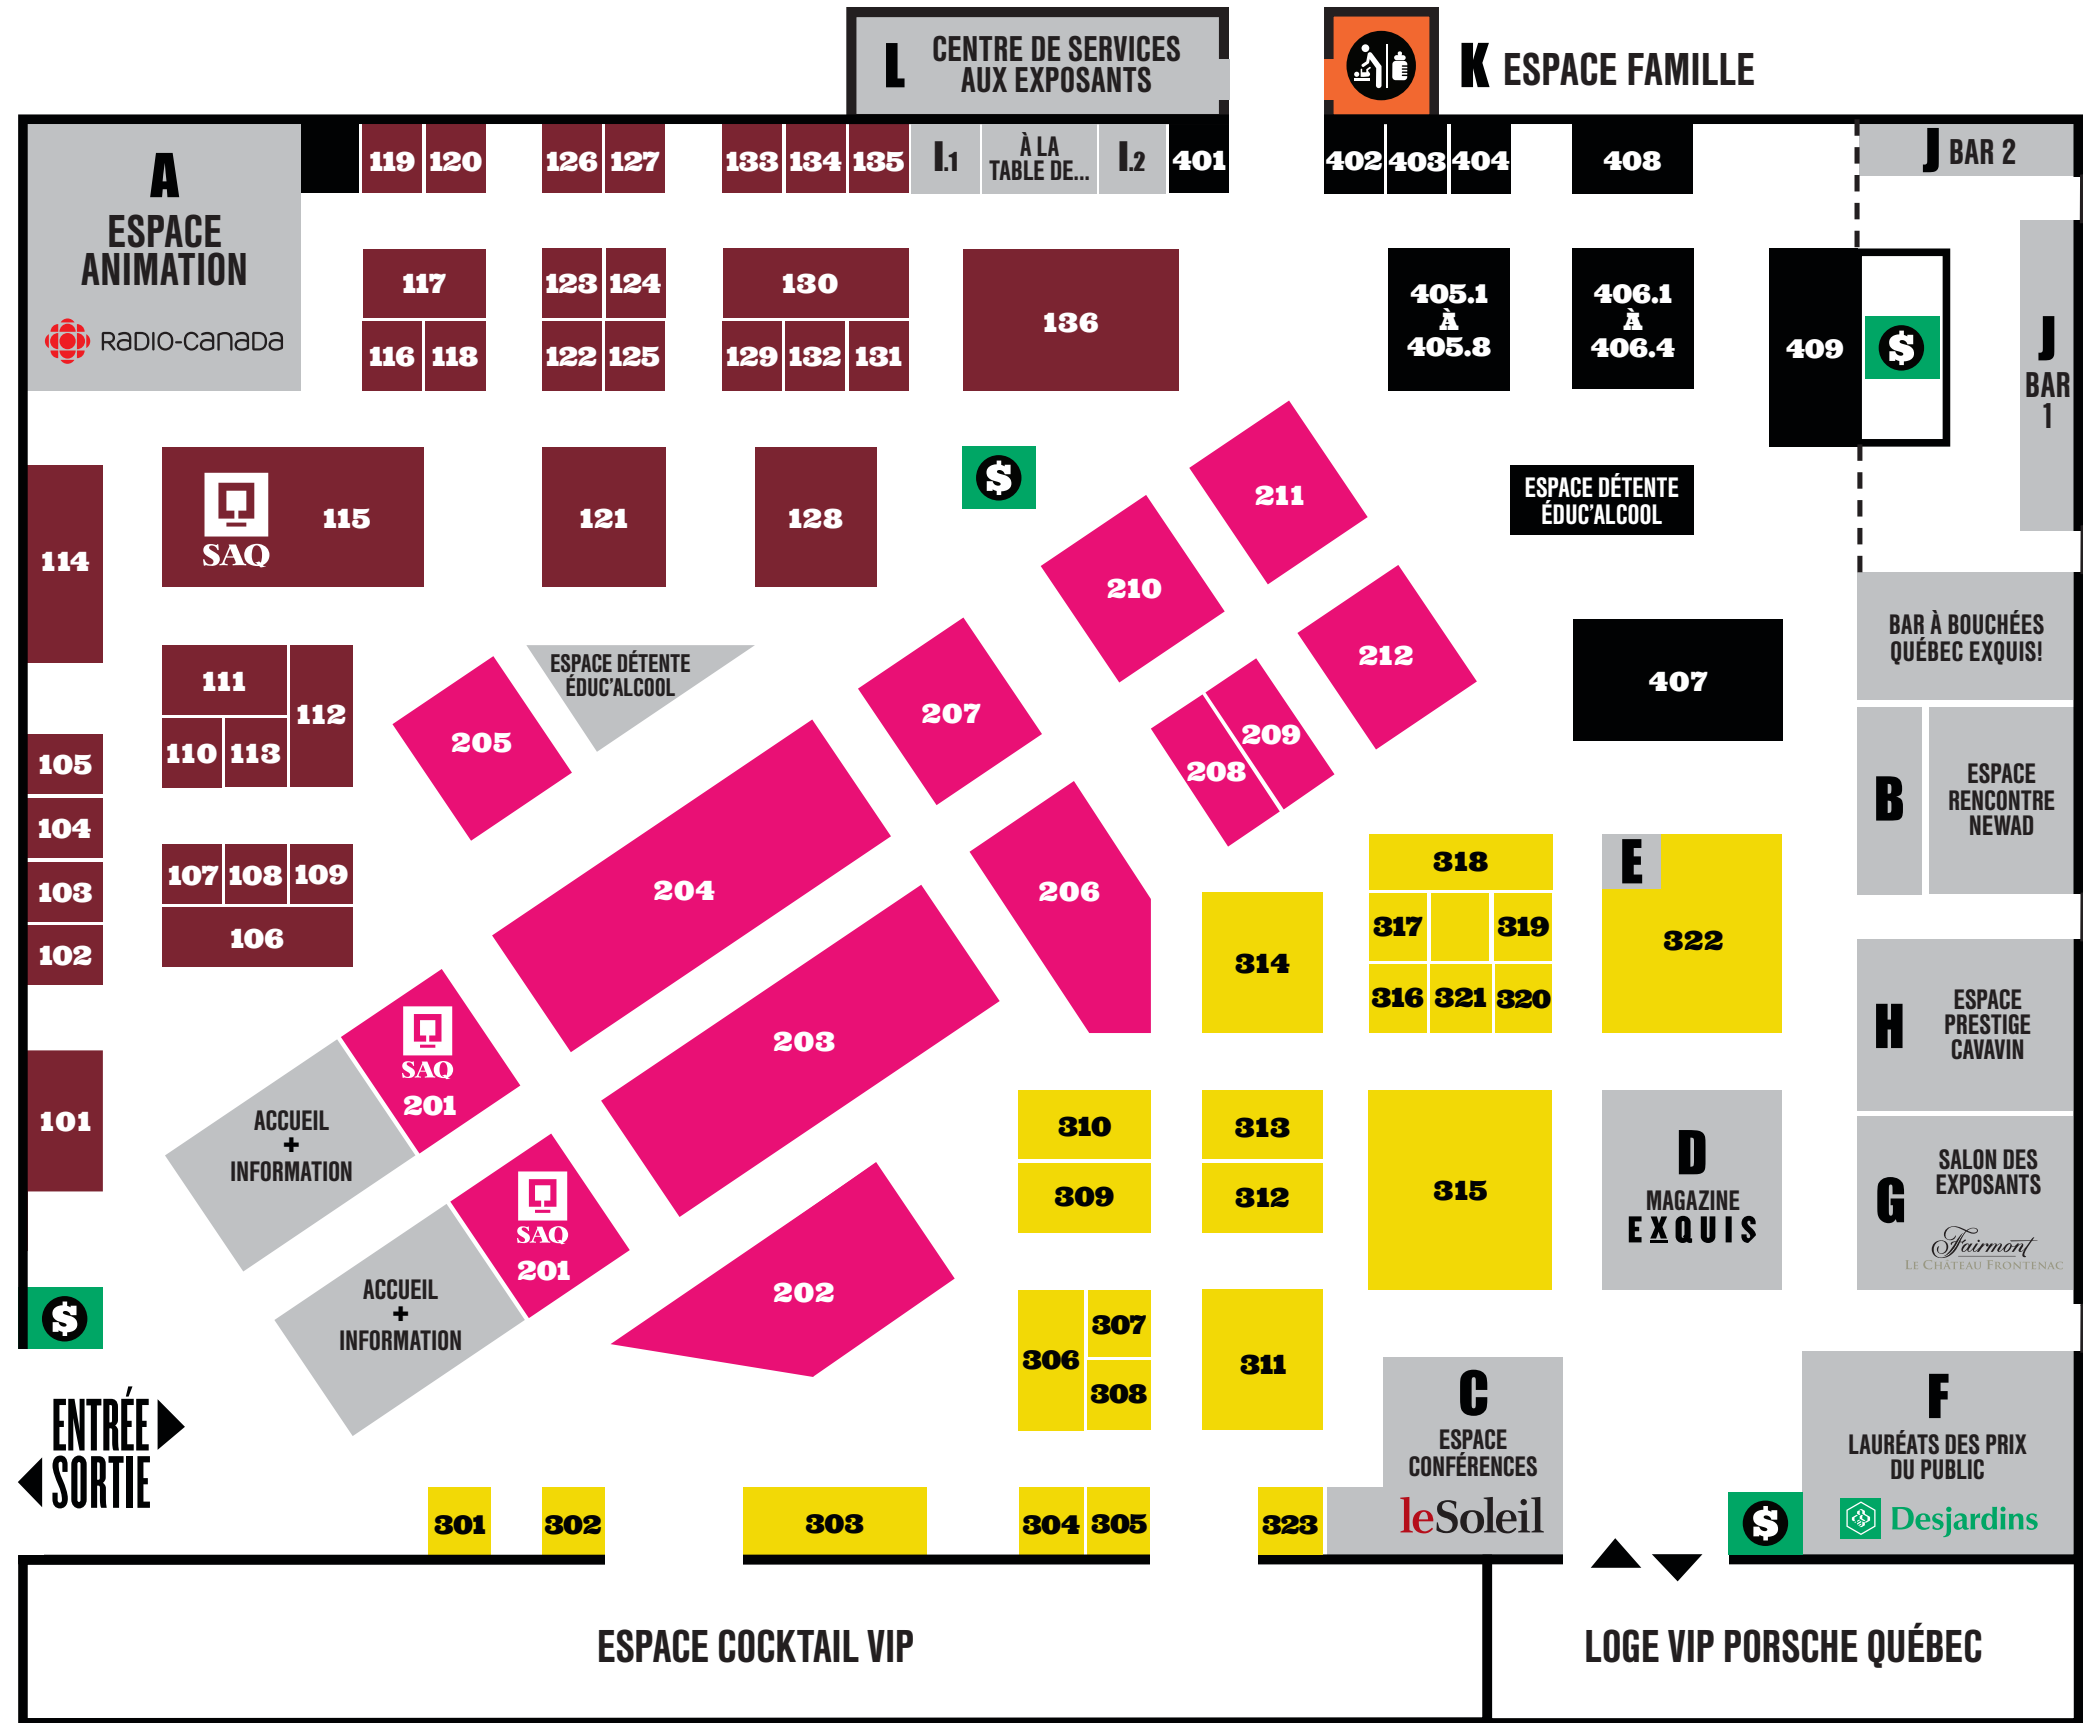 L CENTRE DE SERVICES
AUX EXPOSANTS
K ESPACE FAMILLE
A
ESPACE
ANIMATION
RADIO-CANADA
119 120 126 127 133 134 135 I.1
À LA
TABLE DE...
I.2 401 402 403 404 408
J BAR 2
117 123 124 130
116 118 122 125 129 132 131
136
405.1
À
405.8
406.1
À
406.4
409
$
J
BAR
1
114
SAQ
115
121
128
$
211
210
ESPACE DÉTENTE
ÉDUC'ALCOOL
BAR À BOUCHÉES
QUÉBEC EXQUIS!
111
112
110 113
ESPACE DÉTENTE
ÉDUC'ALCOOL
205
207
212
209
208
407
105
104
103
102
107 108 109
106
204
206
B
ESPACE
RENCONTRE
NEWAD
318
317 319
316 321 320
314
E
322
H
ESPACE
PRESTIGE
CAVAVIN
SAQ
201
203
101
ACCUEIL
+
INFORMATION
SAQ
201
ACCUEIL
+
INFORMATION
202
310
309
313
312
315
D
MAGAZINE
EXQUIS
G
SALON DES
EXPOSANTS
Fairmont
LE CHÂTEAU FRONTENAC
$
306
307
308
311
C
ESPACE
CONFÉRENCES
leSoleil
F
LAURÉATS DES PRIX
DU PUBLIC
Desjardins
$
ENTRÉE
SORTIE
301 302 303 304 305 323
ESPACE COCKTAIL VIP
LOGE VIP PORSCHE QUÉBEC